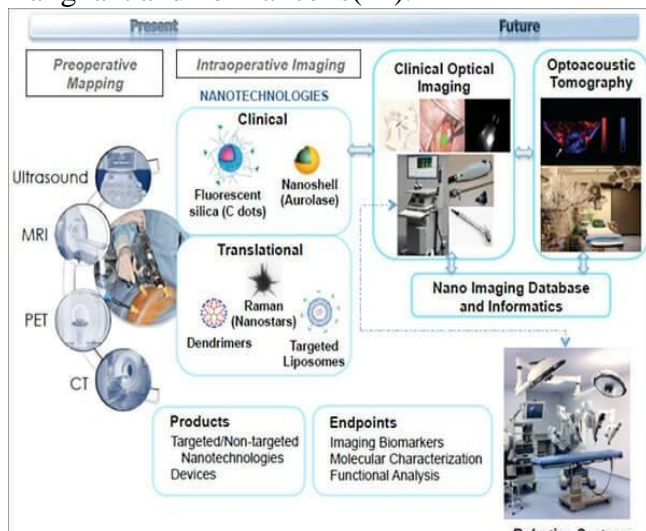 Present
Future
Preoperative
Mapping
Intraoperative Imaging
Clinical Optical
Imaging
Optoacoustic
Tomography
NANOTECHNOLOGIES
Clinical
Fluorescent
silica (C dots)
Nanoshell
(Aurolase)
Ultrasound
MRI
PET
CT
Translational
Raman
(Nanostars)
Dendrimers
Targeted
Liposomes
Nano Imaging Database
and Informatics
Products
Targeted/Non-targeted
Nanotechnologies
Devices
Endpoints
Imaging Biomarkers
Molecular Characterization
Functional Analysis